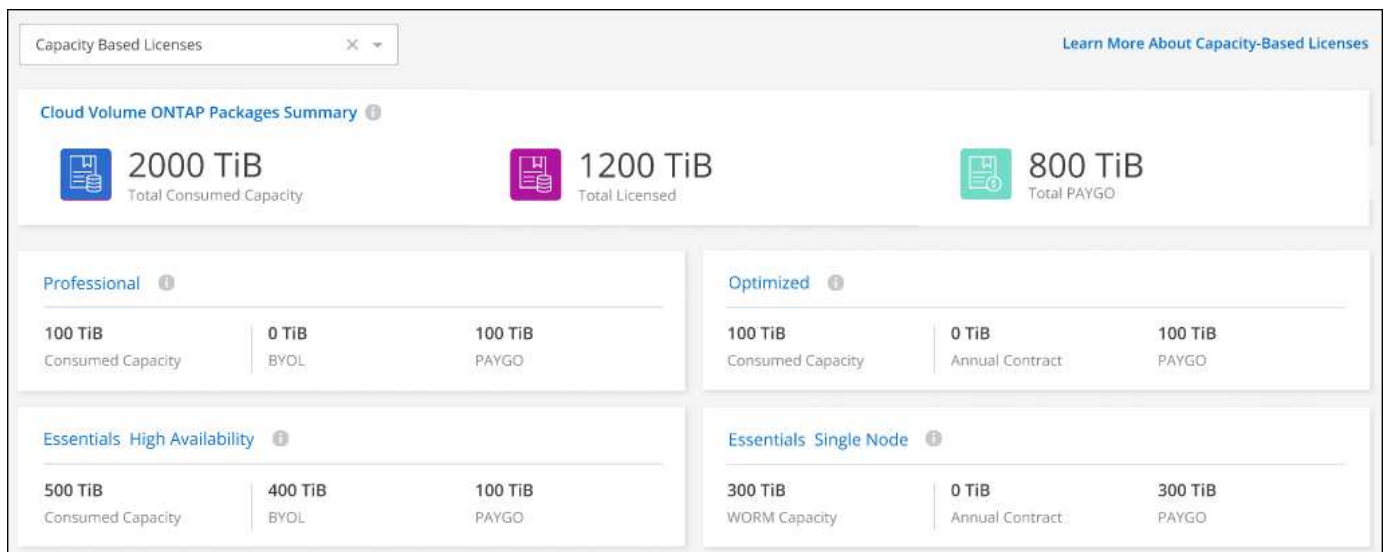 Capacity Based Licenses
Learn More About Capacity-Based Licenses
Cloud Volume ONTAP Packages Summary
2000 TiB
Total Consumed Capacity
1200 TiB
Total Licensed
800 TiB
Total PAYGO
Professional
100 TiB
Consumed Capacity
0 TiB
BYOL
100 TiB
PAYGO
Optimized
100 TiB
Consumed Capacity
0 TiB
Annual Contract
100 TiB
PAYGO
Essentials High Availability
500 TiB
Consumed Capacity
400 TiB
BYOL
100 TiB
PAYGO
Essentials Single Node
300 TiB
WORM Capacity
0 TiB
Annual Contract
300 TiB
PAYGO